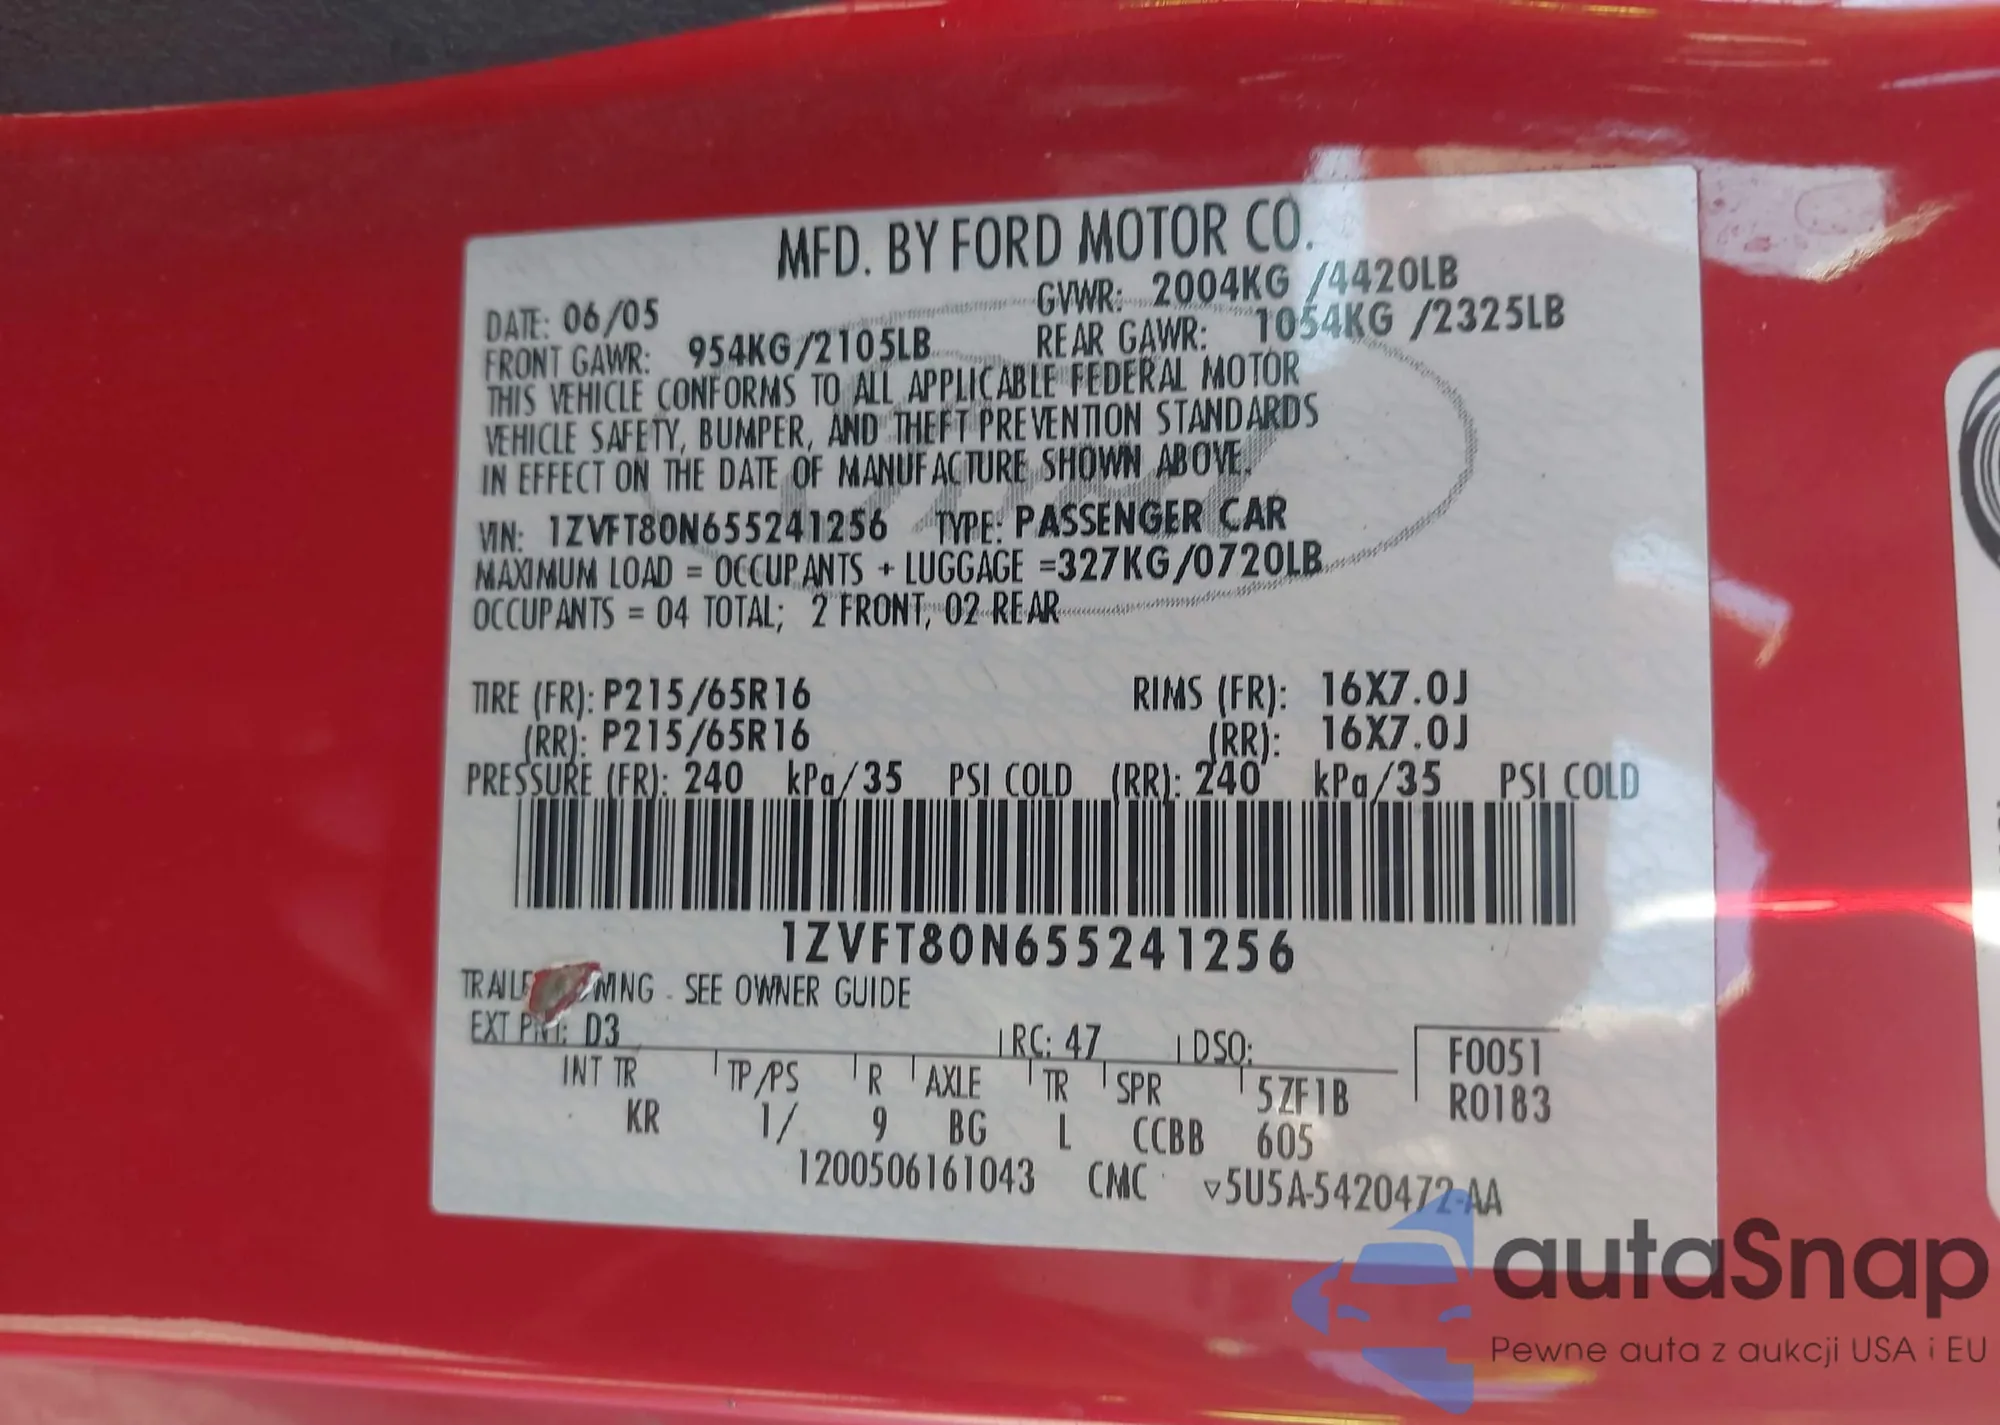 MFD. BY FORD MOTOR CO.
DATE: 06/05 GVWR: 2004KG /4420LB
FRONT GAWR: 954KG/2105LB REAR GAWR: 1054KG /2325LB
THIS VEHICLE CONFORMS TO ALL APPLICABLE FEDERAL MOTOR
VEHICLE SAFETY, BUMPER, AND THEFT PREVENTION STANDARDS
IN EFFECT ON THE DATE OF MANUFACTURE SHOWN ABOVE.
VIN: 1ZVFT80N655241256 TYPE: PASSENGER CAR
MAXIMUM LOAD = OCCUPANTS + LUGGAGE =327KG/0720LB
OCCUPANTS = 04 TOTAL; 2 FRONT, 02 REAR
TIRE (FR): P215/65R16 RIMS (FR): 16X7.0J
(RR): P215/65R16 (RR): 16X7.0J
PRESSURE (FR): 240 kPa/35 PSI COLD (RR): 240 kPa/35 PSI COLD
1ZVFT80N655241256
SEE OWNER GUIDE
EXT PNT: D3 RC: 47 DSO: F0051
INT TR TP/PS R AXLE TR SPR 5ZF1B R0183
KR 1/ 9 BG L CCBB 605
1200506161043 CMC ▿5U5A-5420472-AA
autaSnap
Pewne auta z aukcji USA i EU